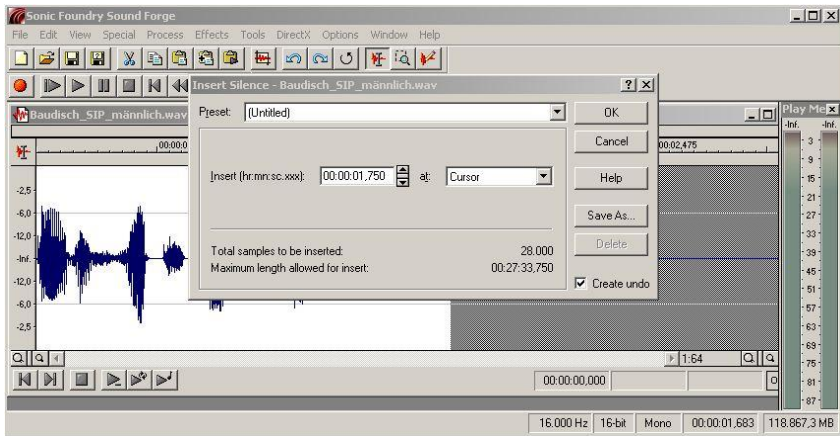 Sonic Foundry Sound Forge
File Edit View Special Process Effects Tools DirectX Options Window Help
Insert Silence - Baudisch_SIP_männlich.wav
Baudisch_SIP_männlich.wav
Preset: (Untitled)
OK
Play Me
-Inf. -Inf.
Cancel
00:00:0
00:02,475
Insert (hr:mn:sc.xxx): 00:00:01,750 at: Cursor
Help
Save As...
Total samples to be inserted: 28.000
Delete
Maximum length allowed for insert: 00:27:33,750
Create undo
-2,5
-6,0
-12,0
-Inf.
-12,0
-6,0
-2,5
3
9
15
21
27
33
39
45
51
57
63
69
75
81
87
1:64
00:00:00,000
16.000 Hz 16-bit Mono 00:00:01,683 118.867,3 MB